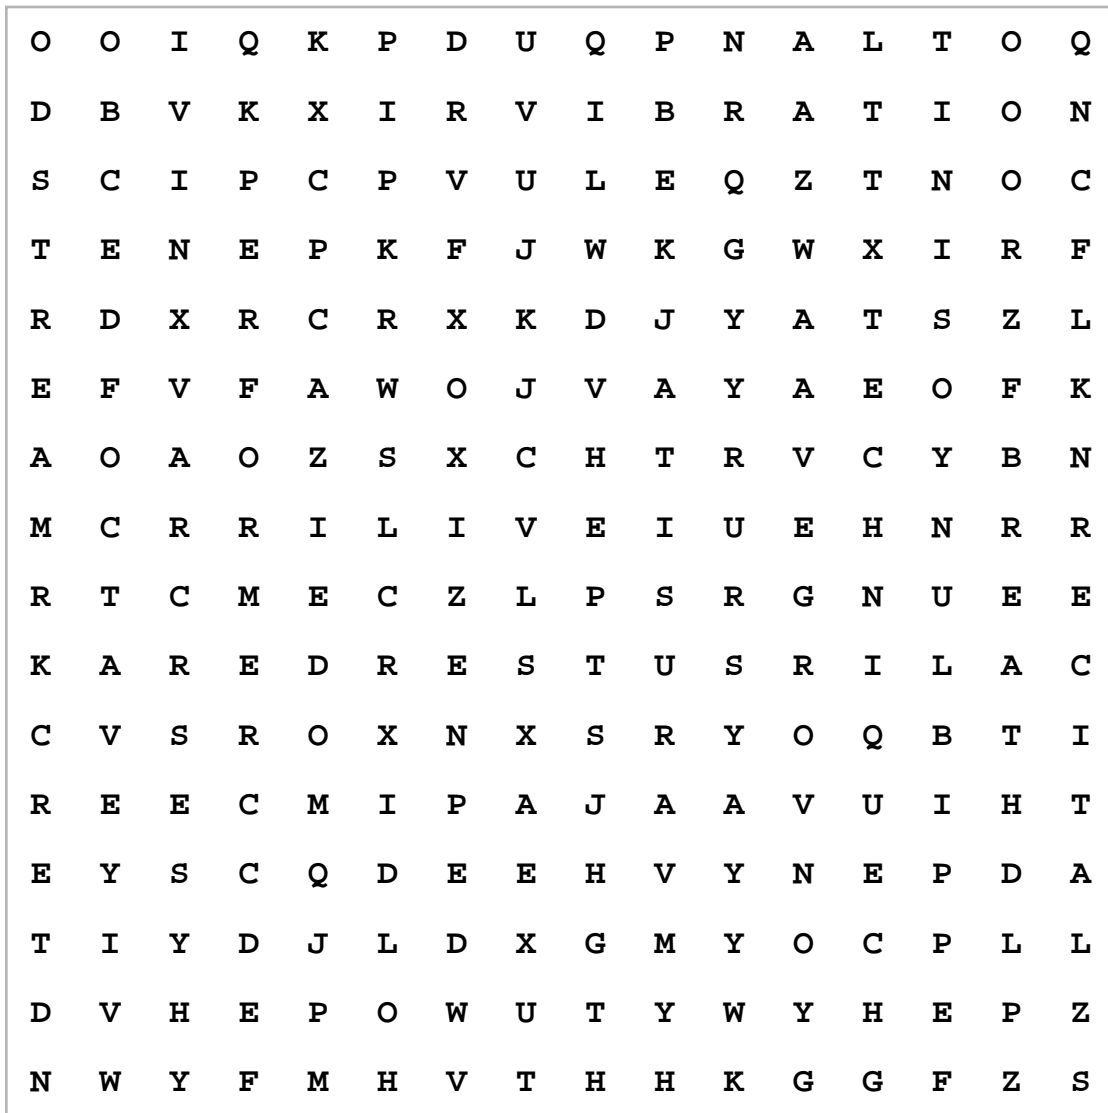 O O I Q K P D U Q P N A L T O Q
D B V K X I R V I B R A T I O N
S C I P C P V U L E Q Z T N O C
T E N E P K F J W K G W X I R F
R D X R C R X K D J Y A T S Z L
E F V F A W O J V A Y A E O F K
A O A O Z S X C H T R V C Y B N
M C R R I L I V E I U E H N R R
R T C M E C Z L P S R G N U E E
K A R E D R E S T U S R I L A C
C V S R O X N X S R Y O Q B T I
R E E C M I P A J A A V U I H T
E Y S C Q D E E H V Y N E P D A
T I Y D J L D X G M Y O C P L L
D V H E P O W U T Y W Y H E P Z
N W Y F M H V T H H K G G F Z S